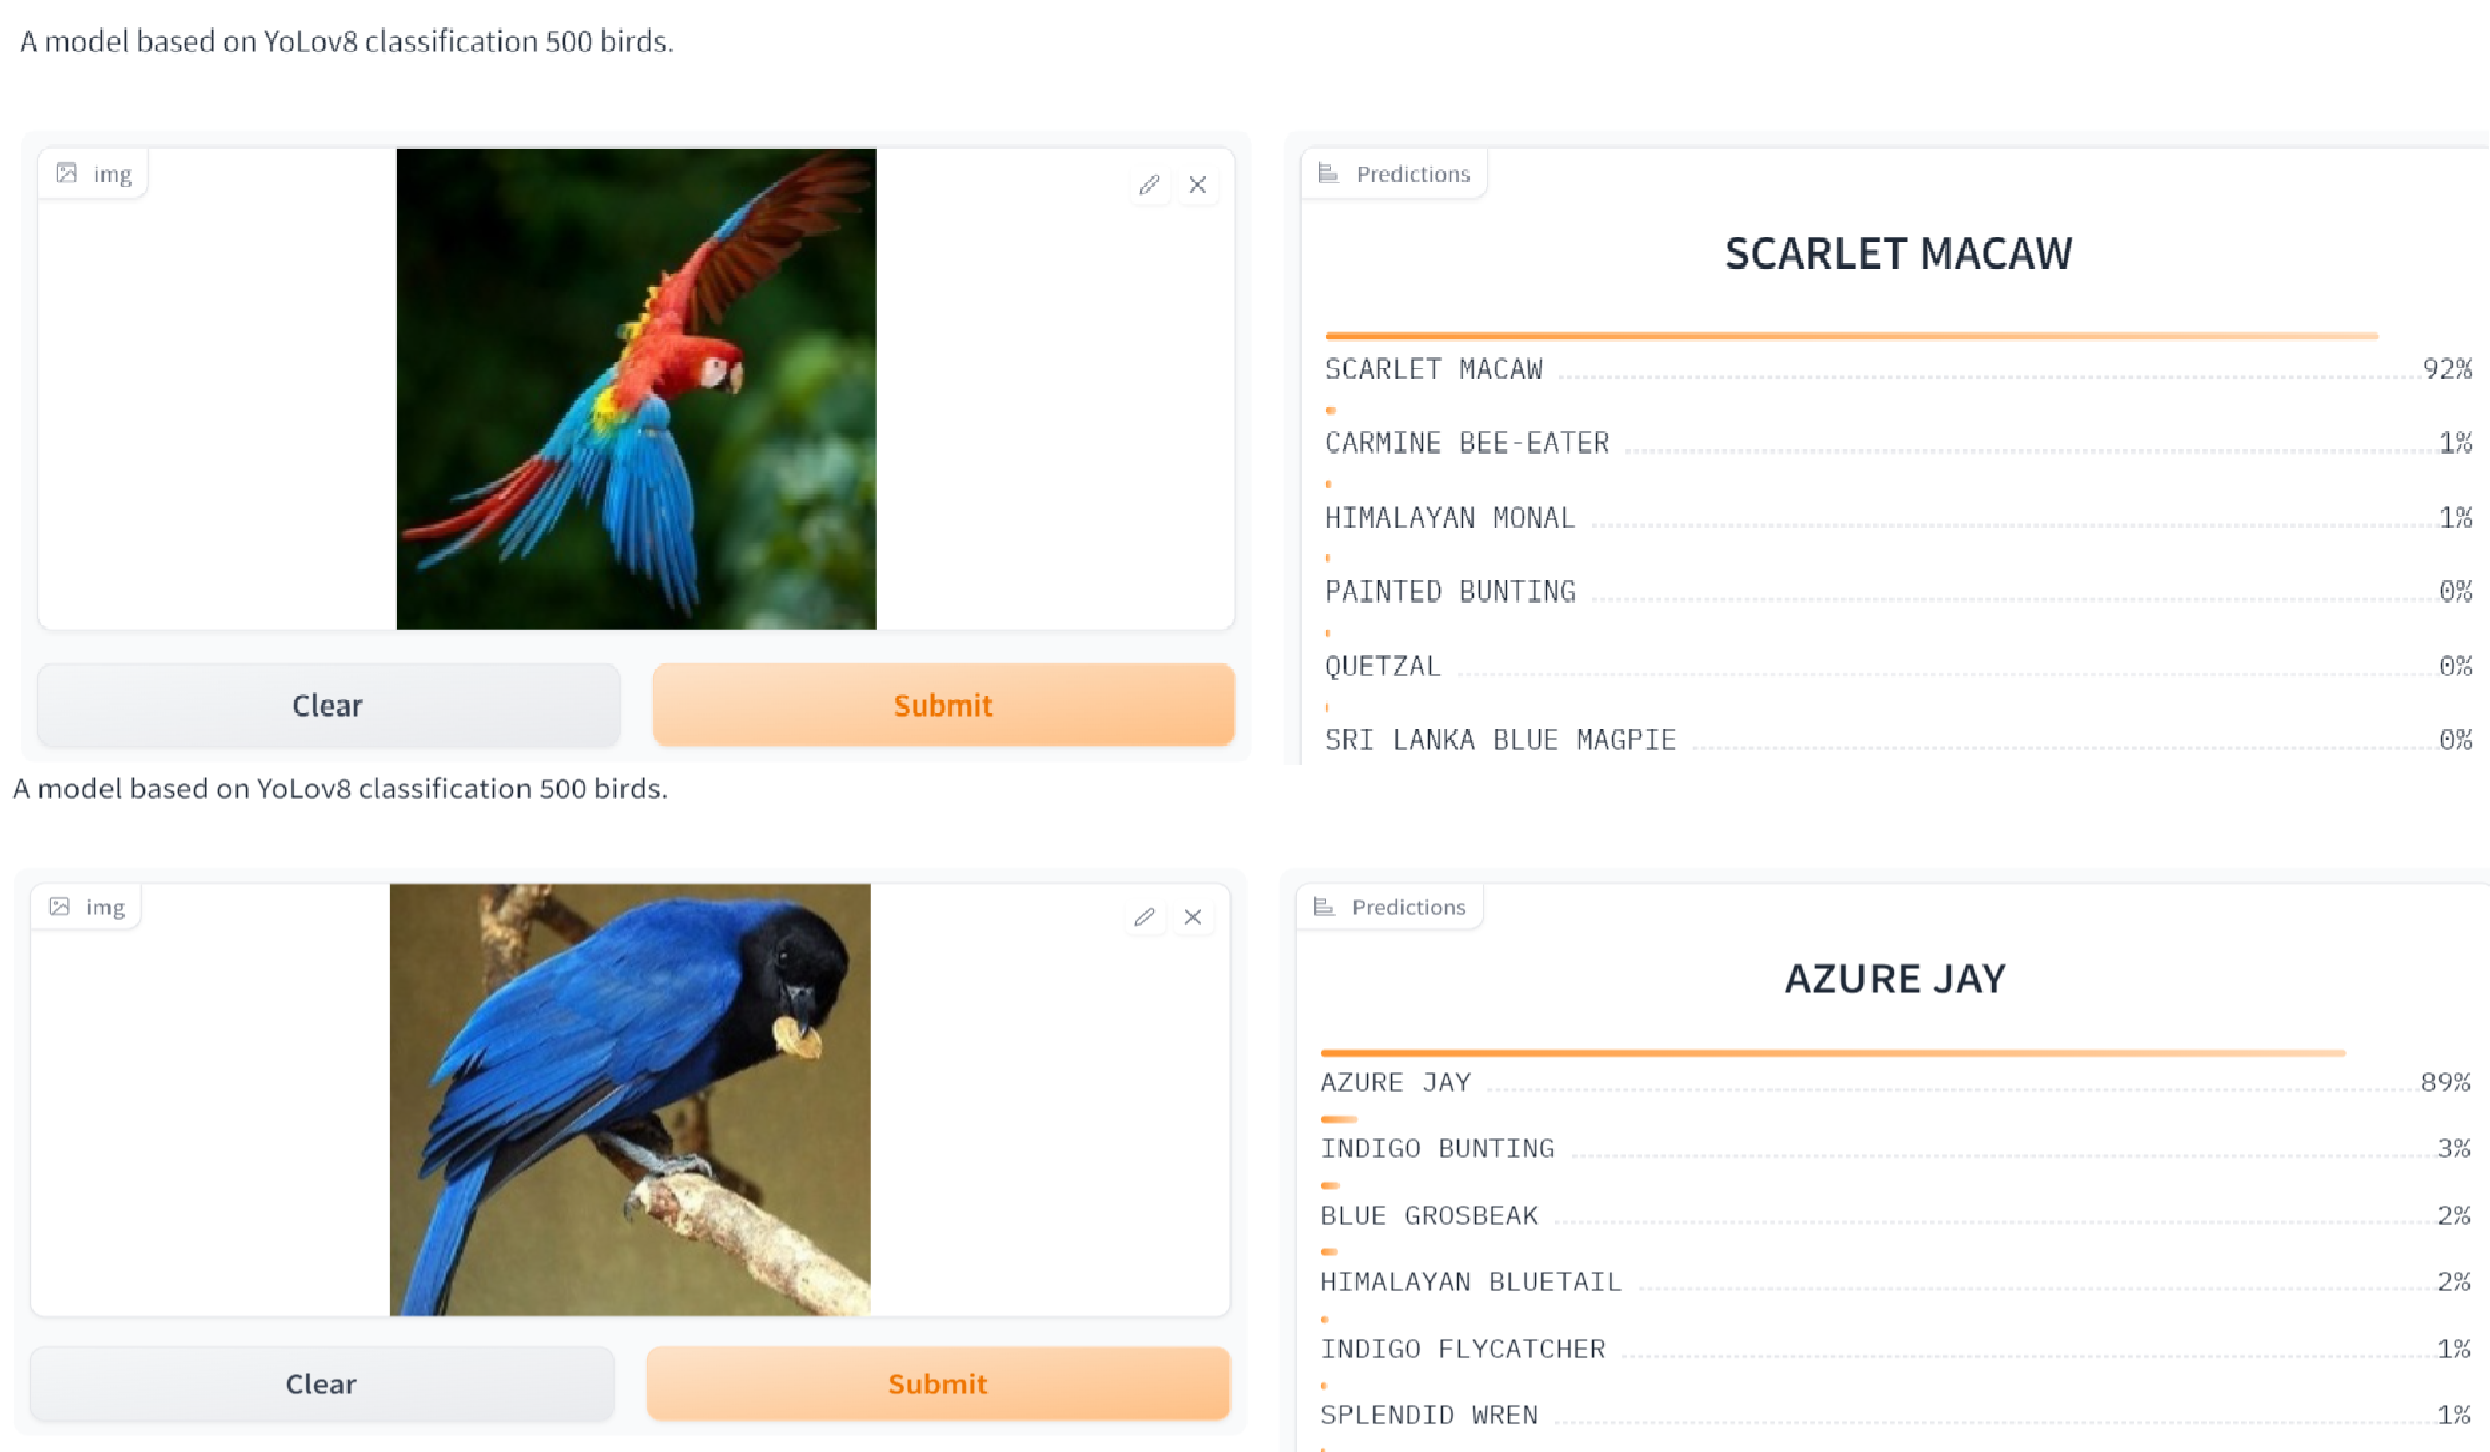 A model based on YoLov8 classification 500 birds.
img
Predictions
SCARLET MACAW
SCARLET MACAW 92%
CARMINE BEE-EATER 1%
HIMALAYAN MONAL 1%
PAINTED BUNTING 0%
QUETZAL 0%
SRI LANKA BLUE MAGPIE 0%
Clear
Submit
A model based on YoLov8 classification 500 birds.
img
Predictions
AZURE JAY
AZURE JAY 89%
INDIGO BUNTING 3%
BLUE GROSBEAK 2%
HIMALAYAN BLUETAIL 2%
INDIGO FLYCATCHER 1%
SPLENDID WREN 1%
Clear
Submit